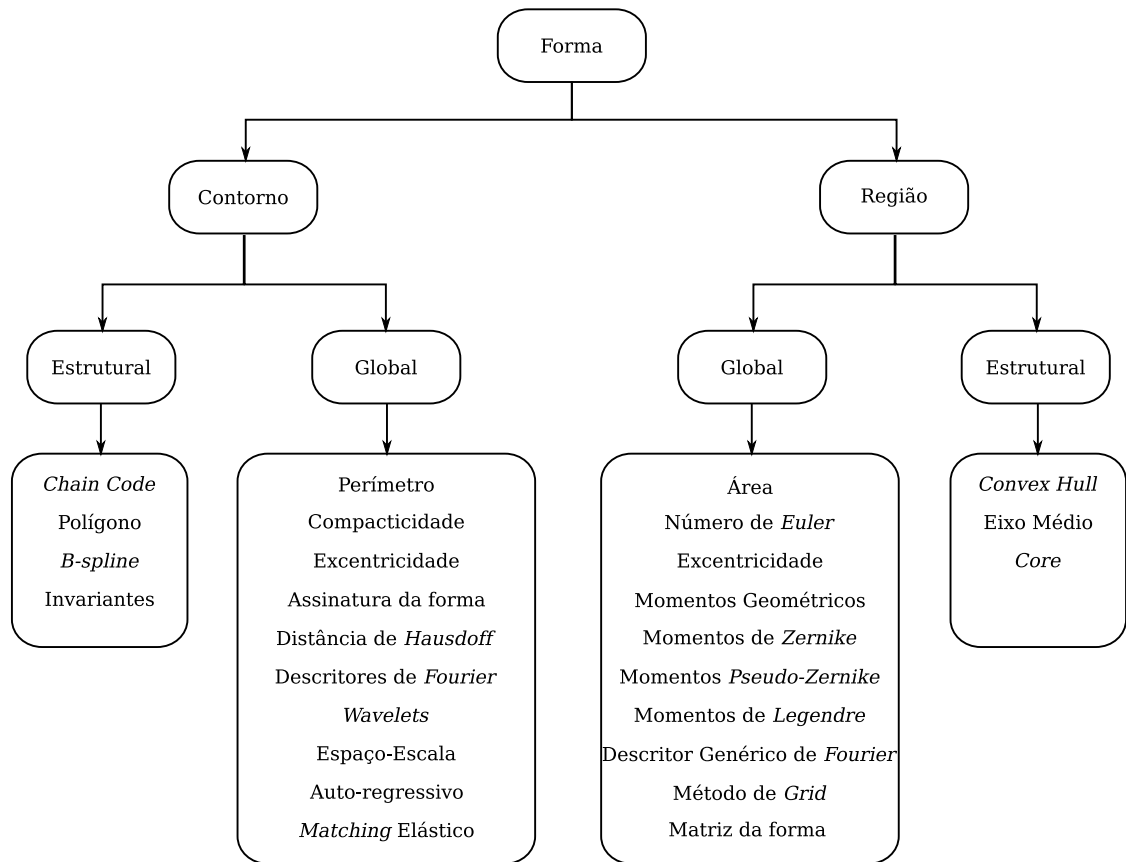 Forma
Contorno
Região
Estrutural
Global
Global
Estrutural
Chain Code
Polígono
B-spline
Invariantes
Perímetro
Compacticidade
Excentricidade
Assinatura da forma
Distância de Hausdoff
Descritores de Fourier
Wavelets
Espaço-Escala
Auto-regressivo
Matching Elástico
Área
Número de Euler
Excentricidade
Momentos Geométricos
Momentos de Zernike
Momentos Pseudo-Zernike
Momentos de Legendre
Descritor Genérico de Fourier
Método de Grid
Matriz da forma
Convex Hull
Eixo Médio
Core